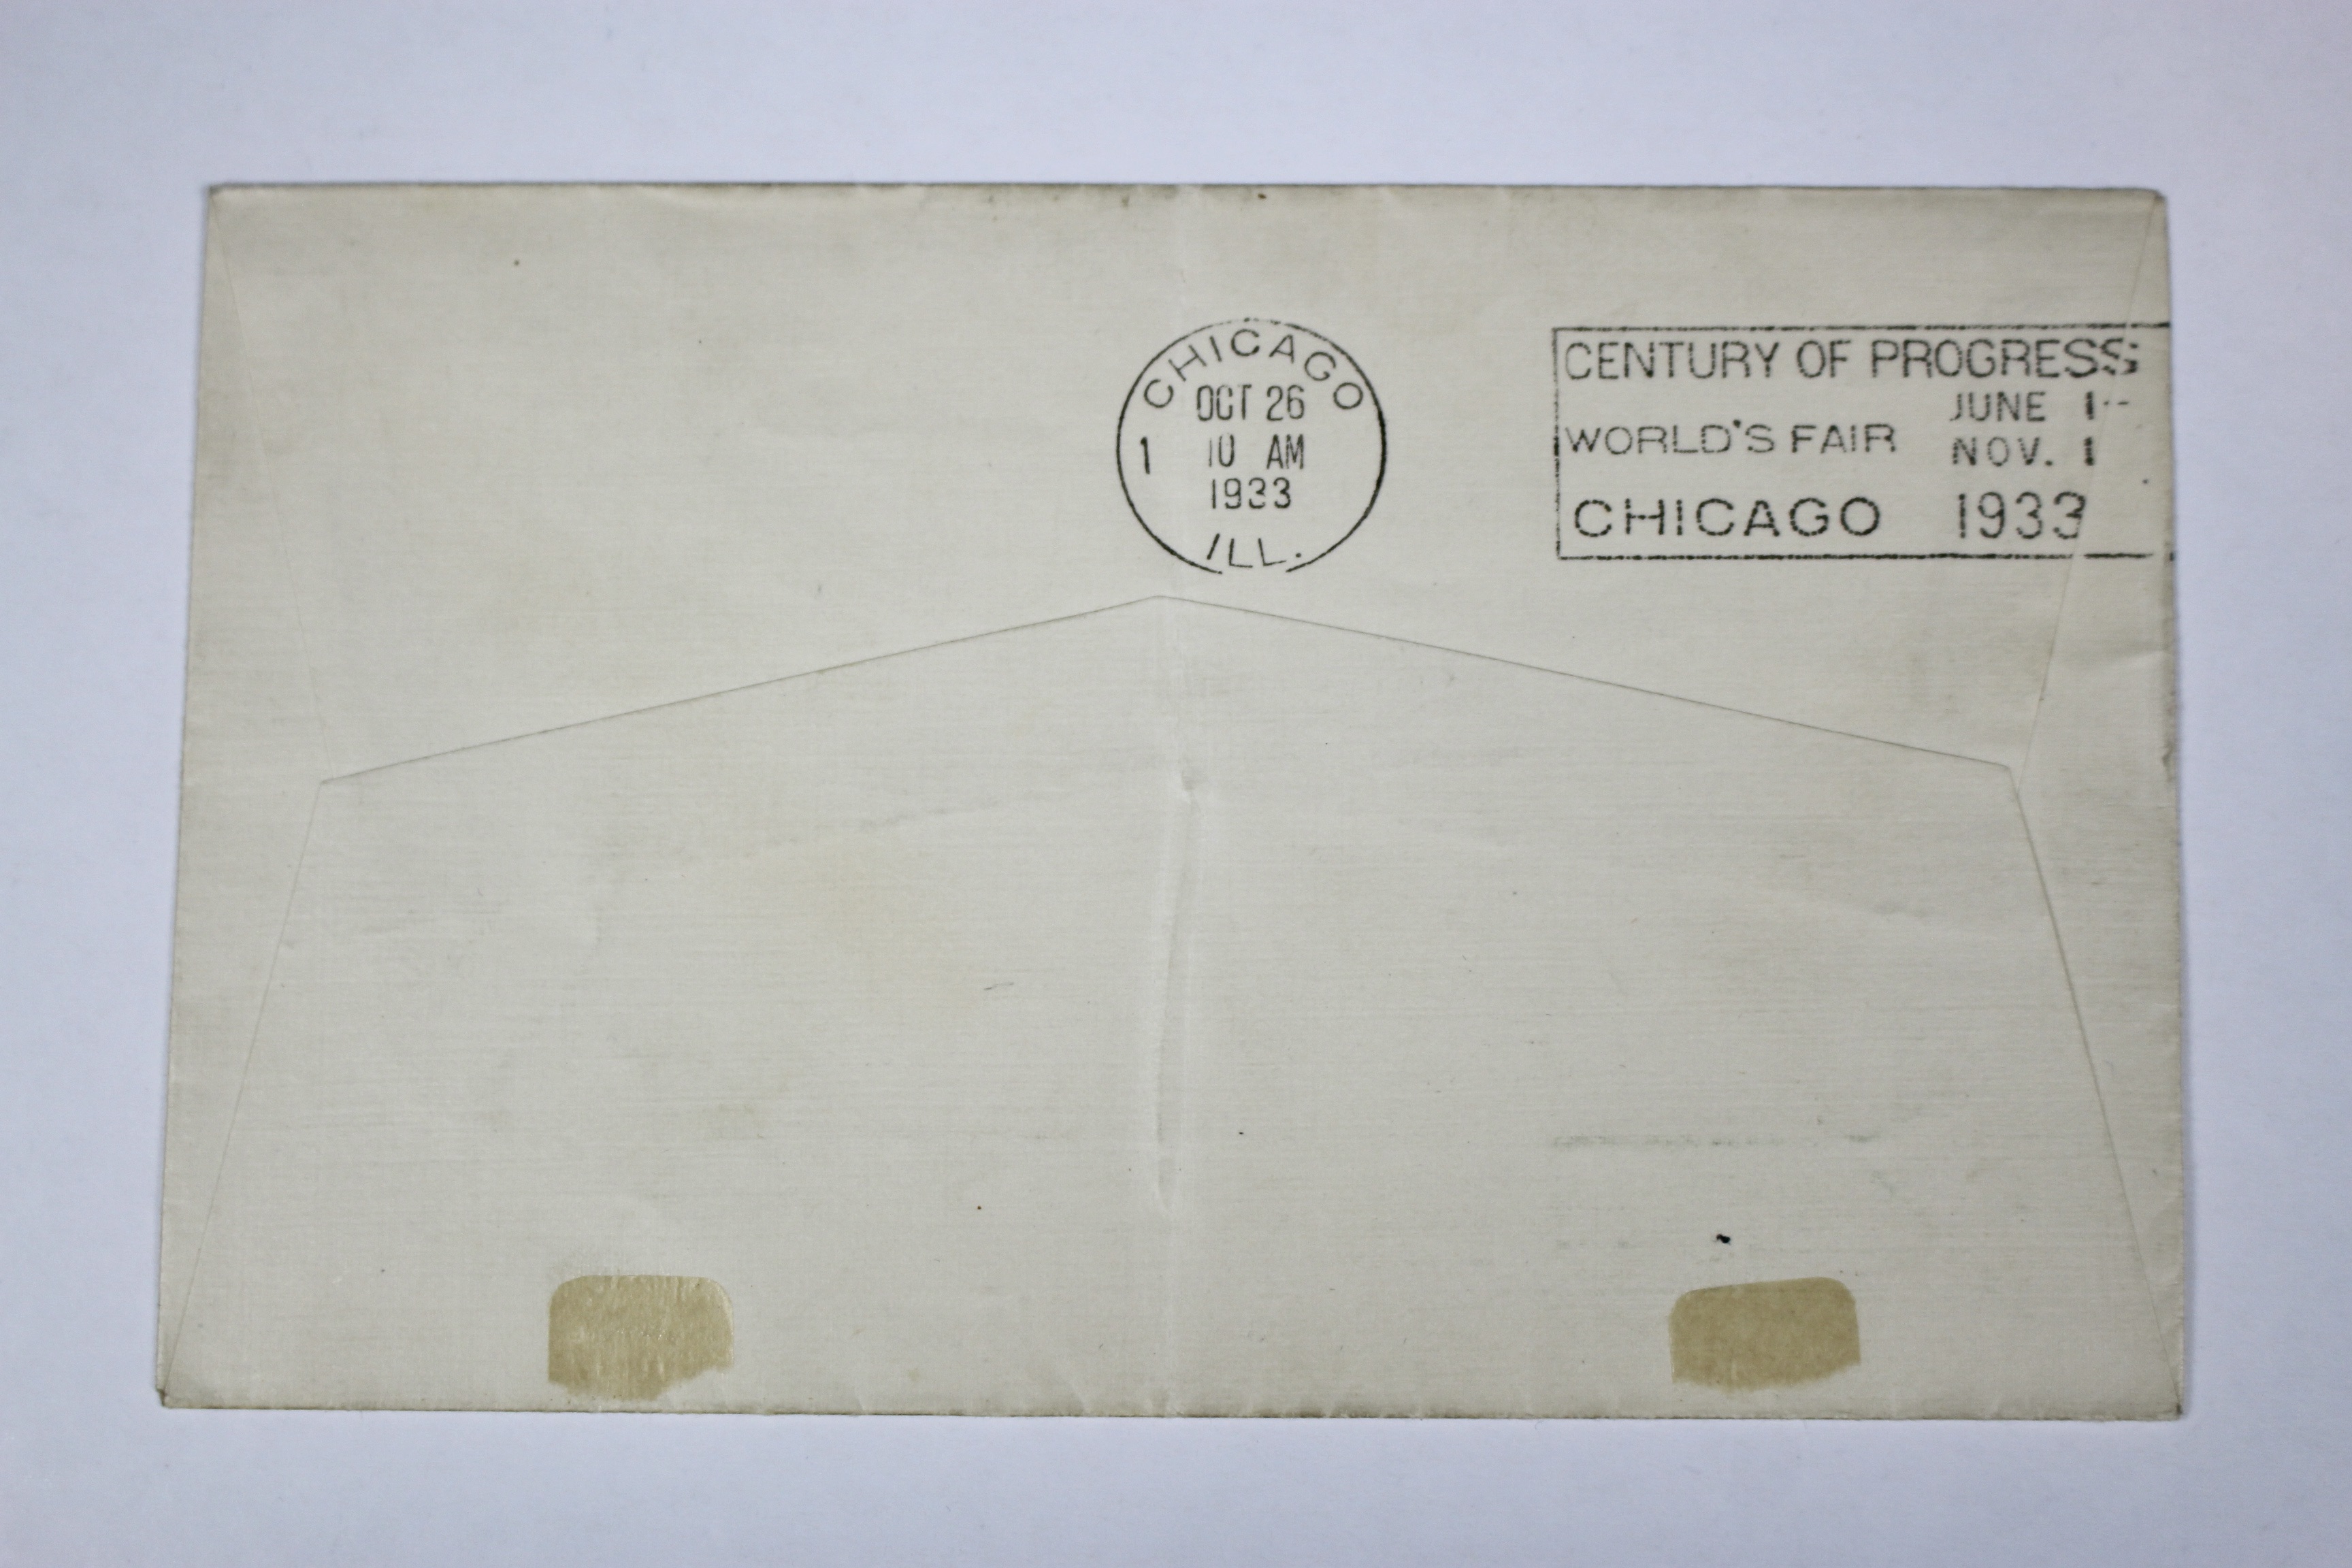 CHICAGO
OCT 26
1 10 AM
1933
ILL.
CENTURY OF PROGRESS
WORLD'S FAIR JUNE 1--
NOV. 1
CHICAGO 1933